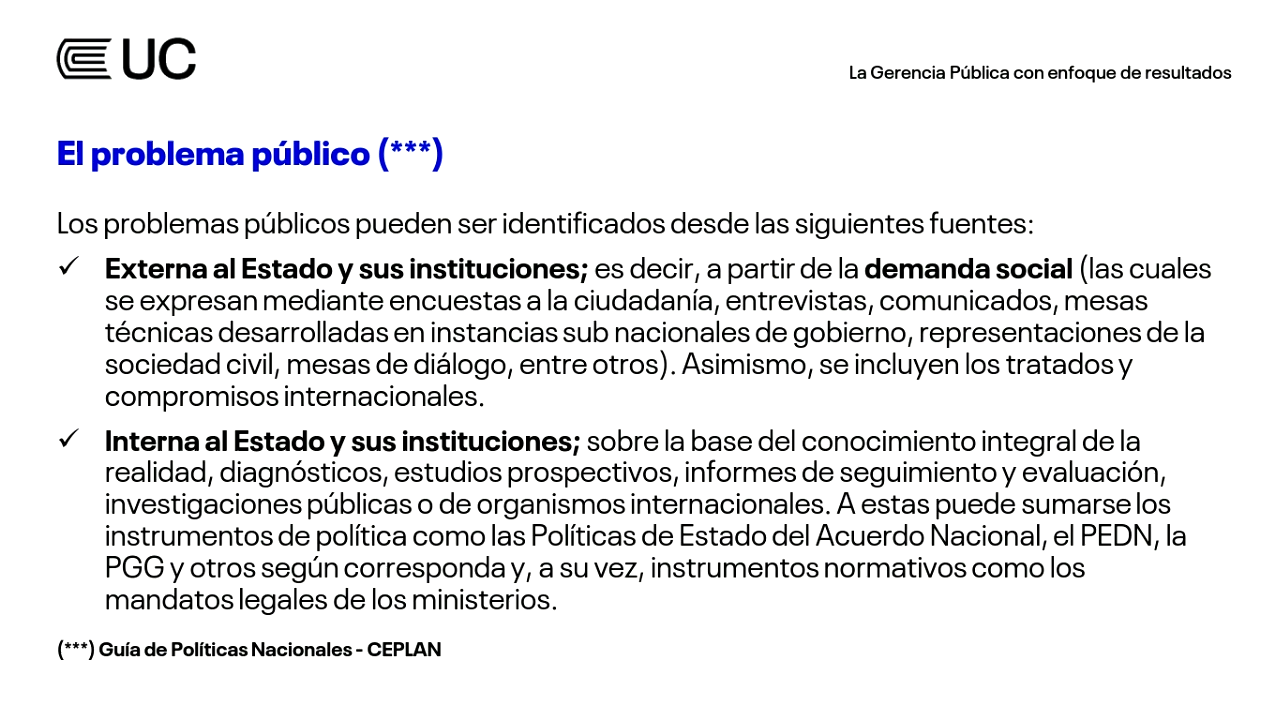 UC
La Gerencia Pública con enfoque de resultados
El problema público (***)
Los problemas públicos pueden ser identificados desde las siguientes fuentes:
✓ Externa al Estado y sus instituciones; es decir, a partir de la demanda social (las cuales
se expresan mediante encuestas a la ciudadanía, entrevistas, comunicados, mesas
técnicas desarrolladas en instancias sub nacionales de gobierno, representaciones de la
sociedad civil, mesas de diálogo, entre otros). Asimismo, se incluyen los tratados y
compromisos internacionales.
✓ Interna al Estado y sus instituciones; sobre la base del conocimiento integral de la
realidad, diagnósticos, estudios prospectivos, informes de seguimiento y evaluación,
investigaciones públicas o de organismos internacionales. A estas puede sumarse los
instrumentos de política como las Políticas de Estado del Acuerdo Nacional, el PEDN, la
PGG y otros según corresponda y, a su vez, instrumentos normativos como los
mandatos legales de los ministerios.
(***) Guía de Políticas Nacionales - CEPLAN